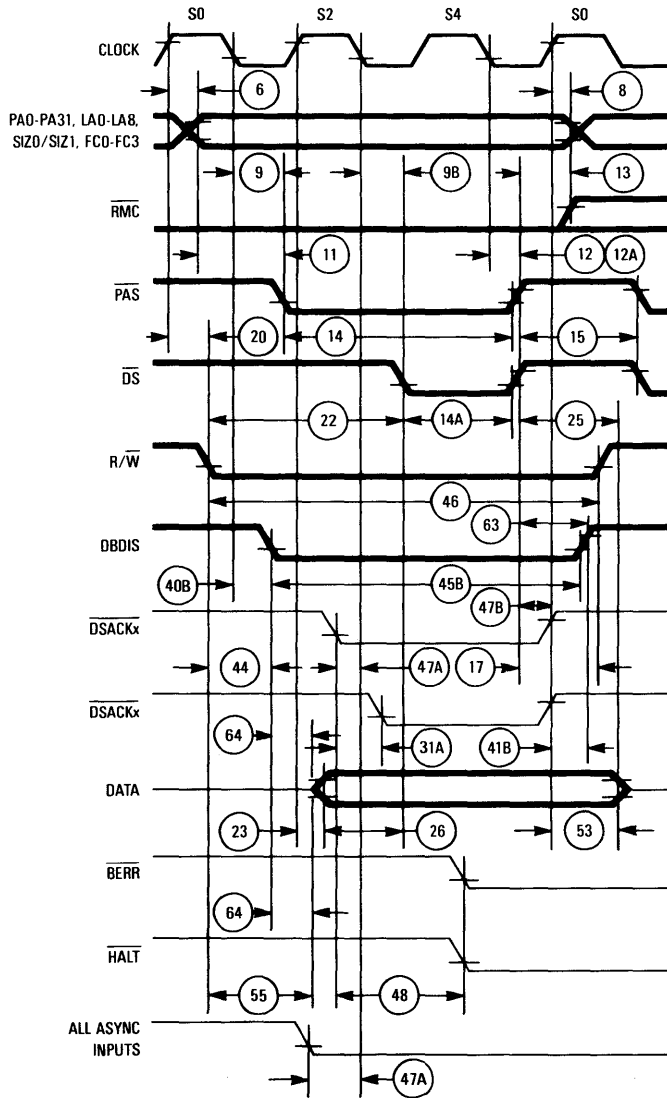 S0 S2 S4 S0
CLOCK
6 8
PA0-PA31, LA0-LA8,
SIZ0/SIZ1, FC0-FC3
9 9B 13
RMC
11 12 12A
PAS
20 14 15
DS
22 14A 25
R/W
46
63
DBDIS
40B 45B
47B
DSACKx
44 47A 17
DSACKx
64 31A 41B
DATA
23 26 53
BERR
64
HALT
55 48
ALL ASYNC
INPUTS
47A